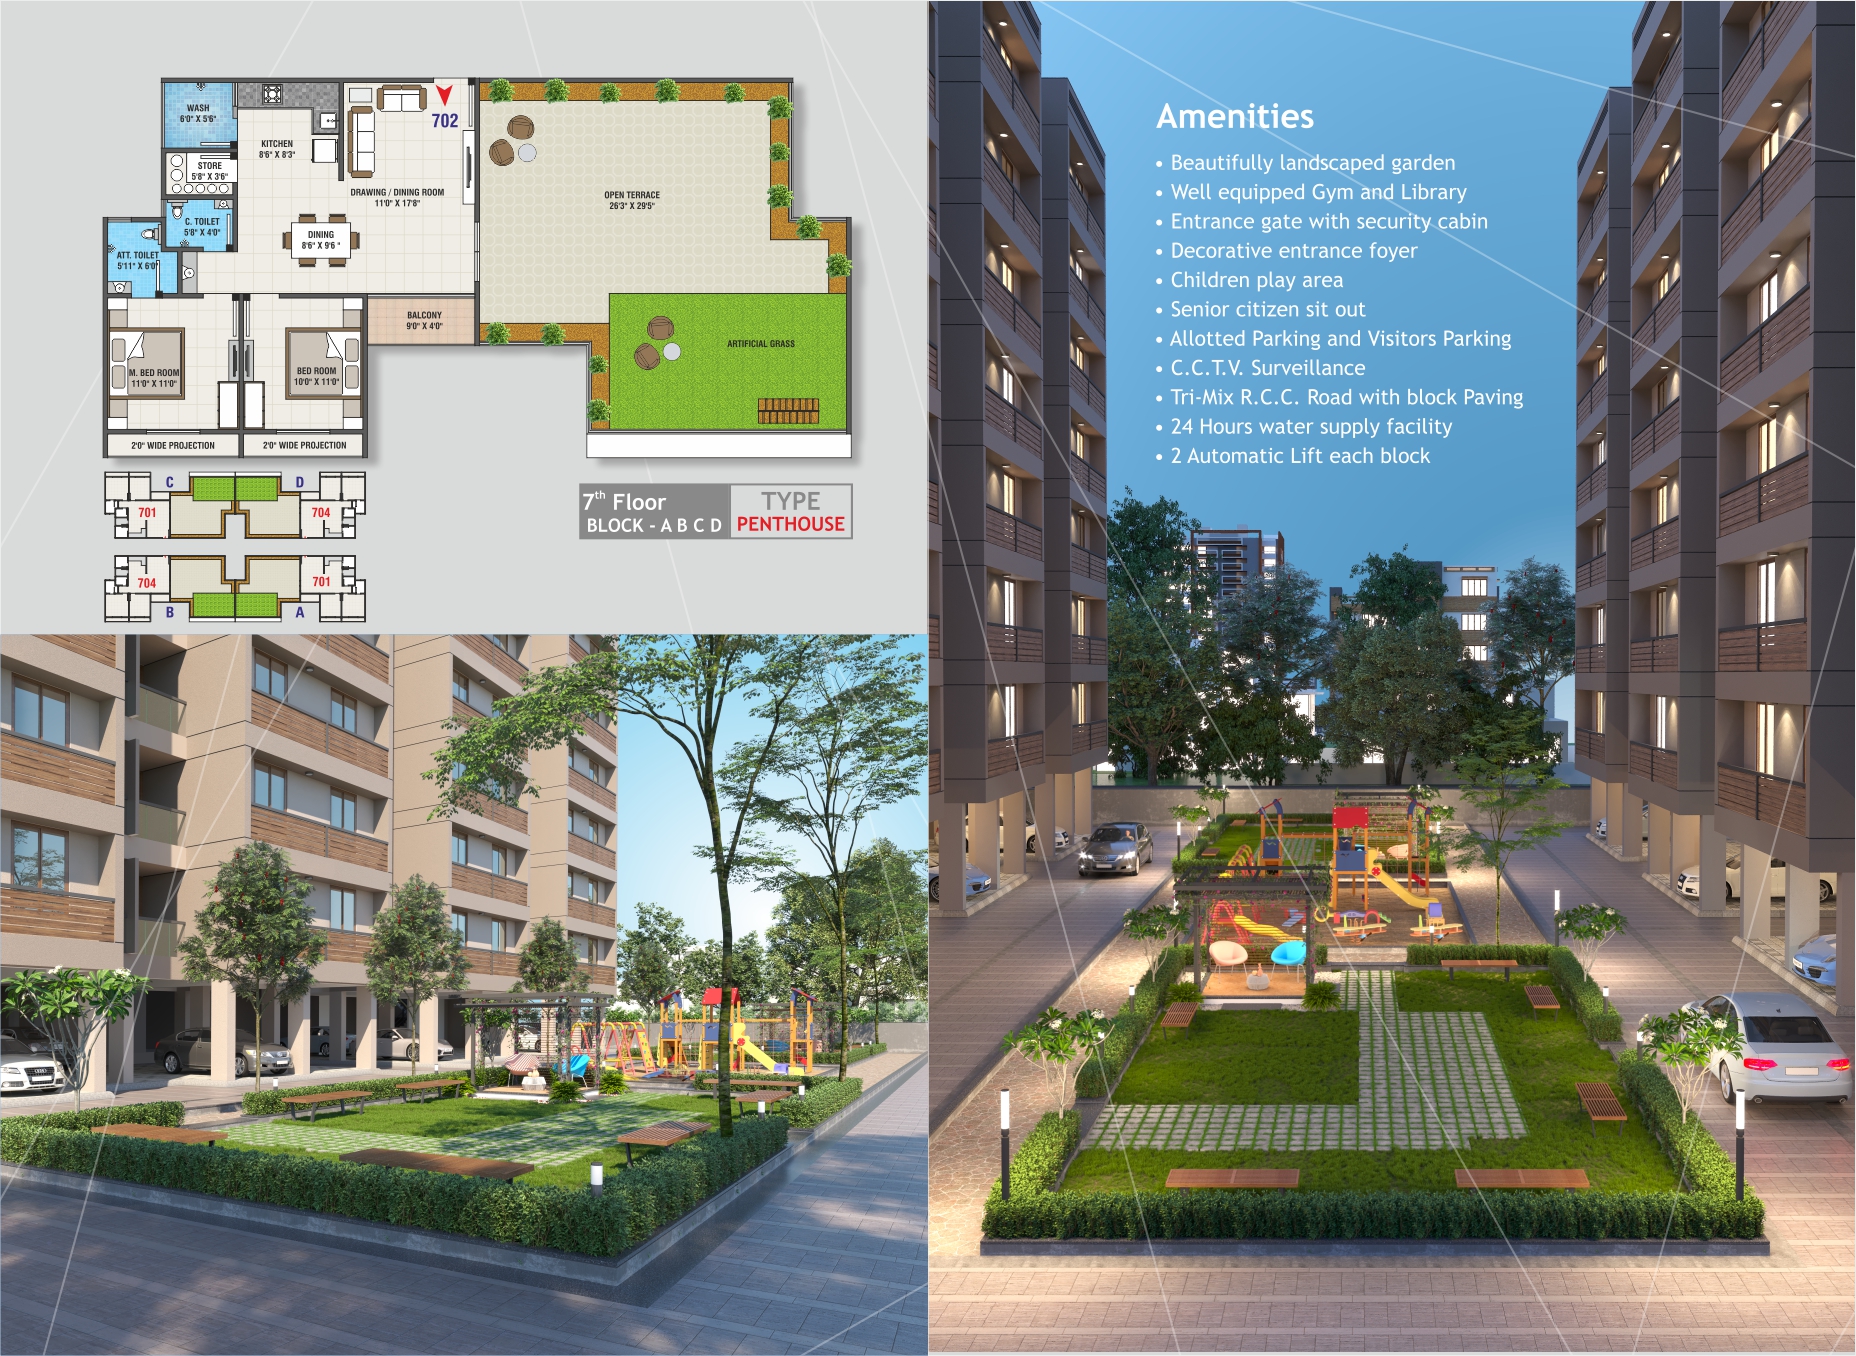 WASH
6'0" X 5'6"
KITCHEN
8'6" X 8'3"
702
STORE
5'8" X 3'6"
DRAWING / DINING ROOM
11'0" X 17'8"
OPEN TERRACE
26'3" X 29'5"
C. TOILET
5'8" X 4'0"
DINING
8'6" X 9'6 "
ATT. TOILET
5'11" X 6'0"
BALCONY
9'0" X 4'0"
ARTIFICIAL GRASS
M. BED ROOM
11'0" X 11'0"
BED ROOM
10'0" X 11'0"
2'0" WIDE PROJECTION
2'0" WIDE PROJECTION
C
D
701
704
704
701
B
A
7th Floor
BLOCK - A B C D
TYPE
PENTHOUSE
Amenities
• Beautifully landscaped garden
• Well equipped Gym and Library
• Entrance gate with security cabin
• Decorative entrance foyer
• Children play area
• Senior citizen sit out
• Allotted Parking and Visitors Parking
• C.C.T.V. Surveillance
• Tri-Mix R.C.C. Road with block Paving
• 24 Hours water supply facility
• 2 Automatic Lift each block